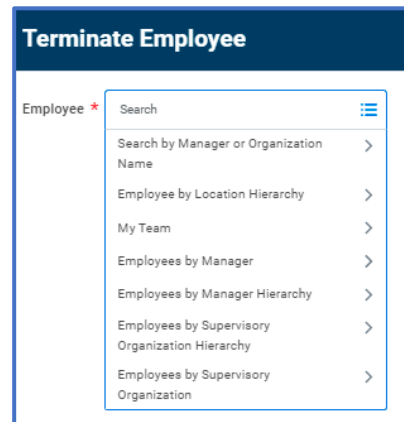 Terminate Employee
Employee *
Search
Search by Manager or Organization
Name
Employee by Location Hierarchy
My Team
Employees by Manager
Employees by Manager Hierarchy
Employees by Supervisory
Organization Hierarchy
Employees by Supervisory
Organization